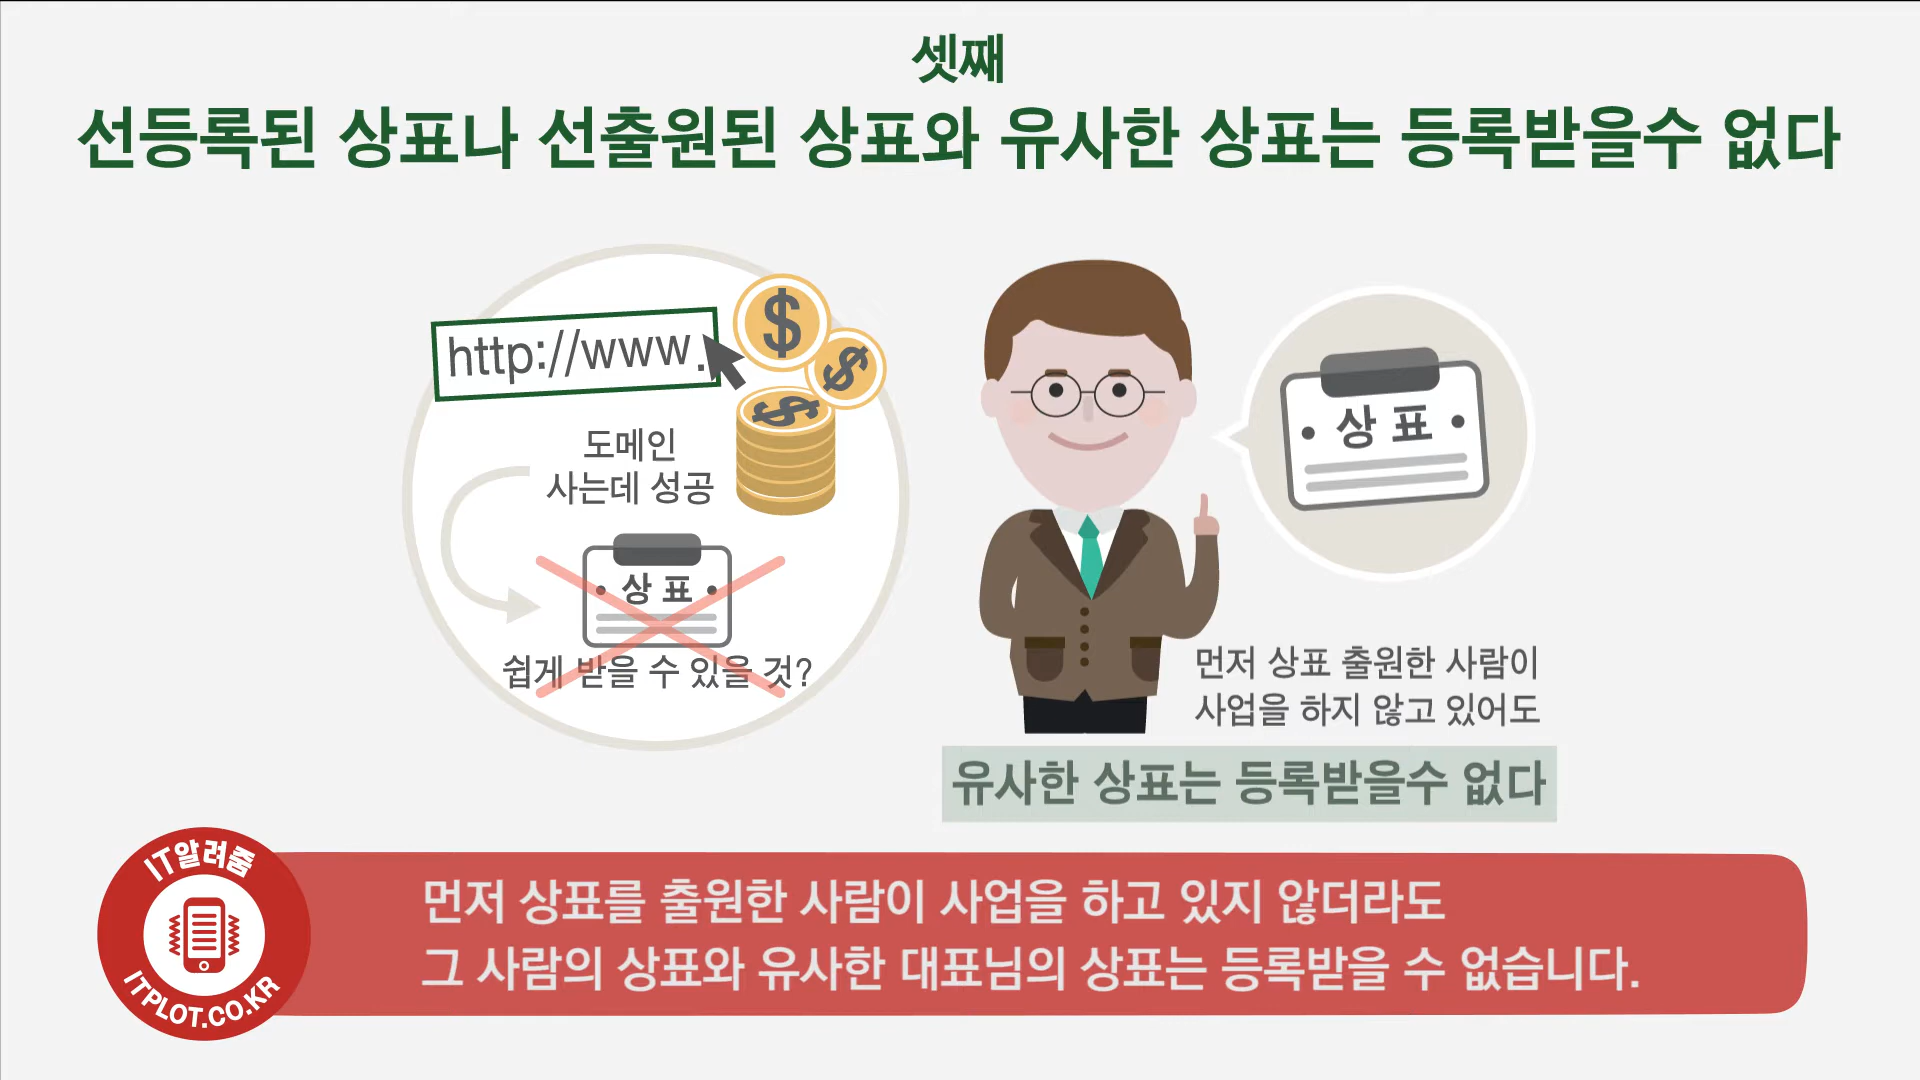 셋째
선등록된 상표나 선출원된 상표와 유사한 상표는 등록받을수 없다
http://www.
$
$
$
도메인
사는데 성공
• 상 표 •
쉽게 받을 수 있을 것?
• 상 표 •
먼저 상표 출원한 사람이
사업을 하지 않고 있어도
유사한 상표는 등록받을수 없다
IT알려줌
ITPLOT.CO.KR
먼저 상표를 출원한 사람이 사업을 하고 있지 않더라도
그 사람의 상표와 유사한 대표님의 상표는 등록받을 수 없습니다.